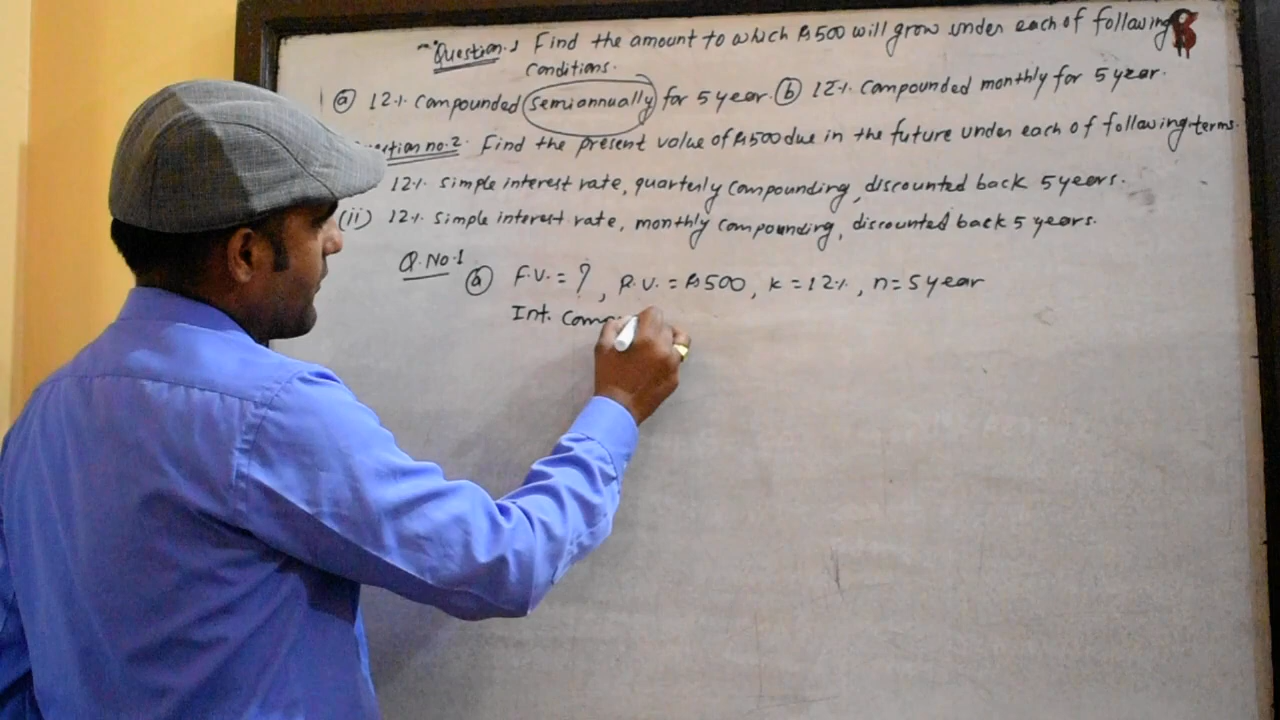 Question.1 Find the amount to which Rs500 will grow under each of following
Conditions.
(a) 12% compounded semiannually for 5 year. (b) 12% compounded monthly for 5 year.
no.2. Find the present value of Rs500 due in the future under each of following terms.
12% simple interest rate, quarterly compounding, discounted back 5 years.
(ii) 12% simple interest rate, monthly compounding, discounted back 5 years.
Q.No.1
(a) F.V. = ?, P.V. = Rs500, k = 12%, n = 5 year
Int.